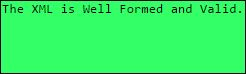 The XML is Well Formed and Valid.